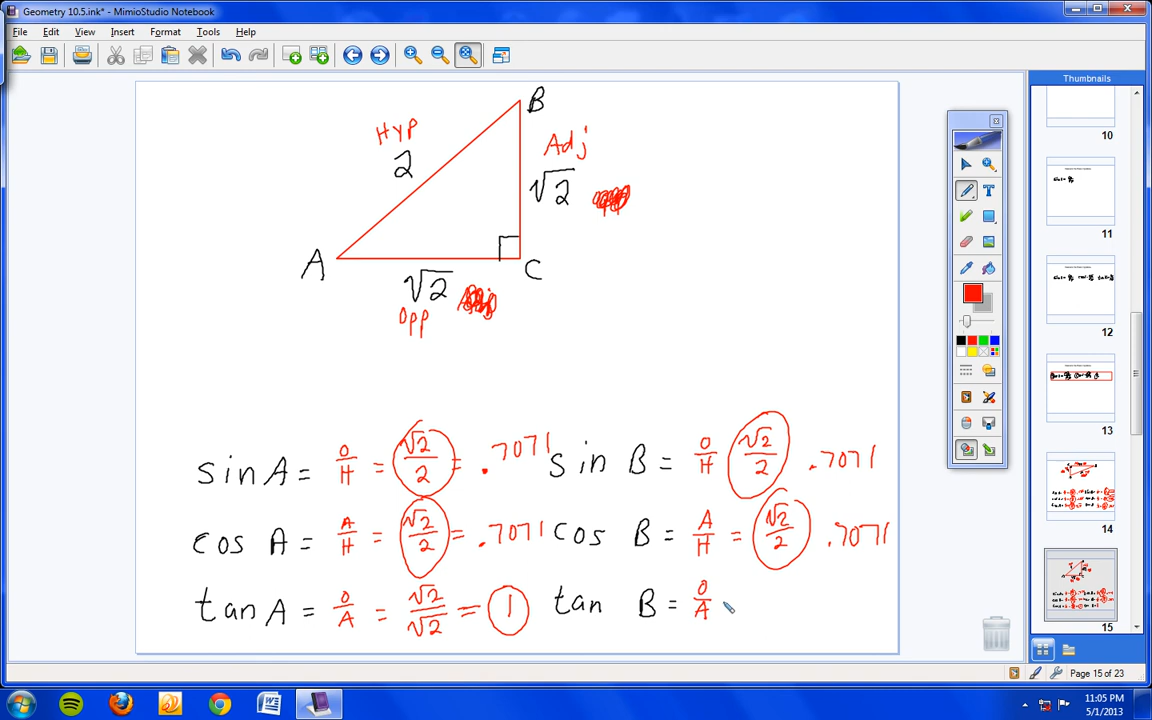 Geometry 10.5.ink* - MimioStudio Notebook
File Edit View Insert Format Tools Help
Thumbnails
10
11
12
13
14
15
B
Hyp
2
Adj
√2
A
C
√2
Opp
sin A = O/H = √2/2 = .7071 sin B = O/H √2/2 .7071
cos A = A/H = √2/2 = .7071 cos B = A/H = √2/2 .7071
tan A = O/A = √2/√2 = 1 tan B = O/A
Page 15 of 23
11:05 PM
5/1/2013